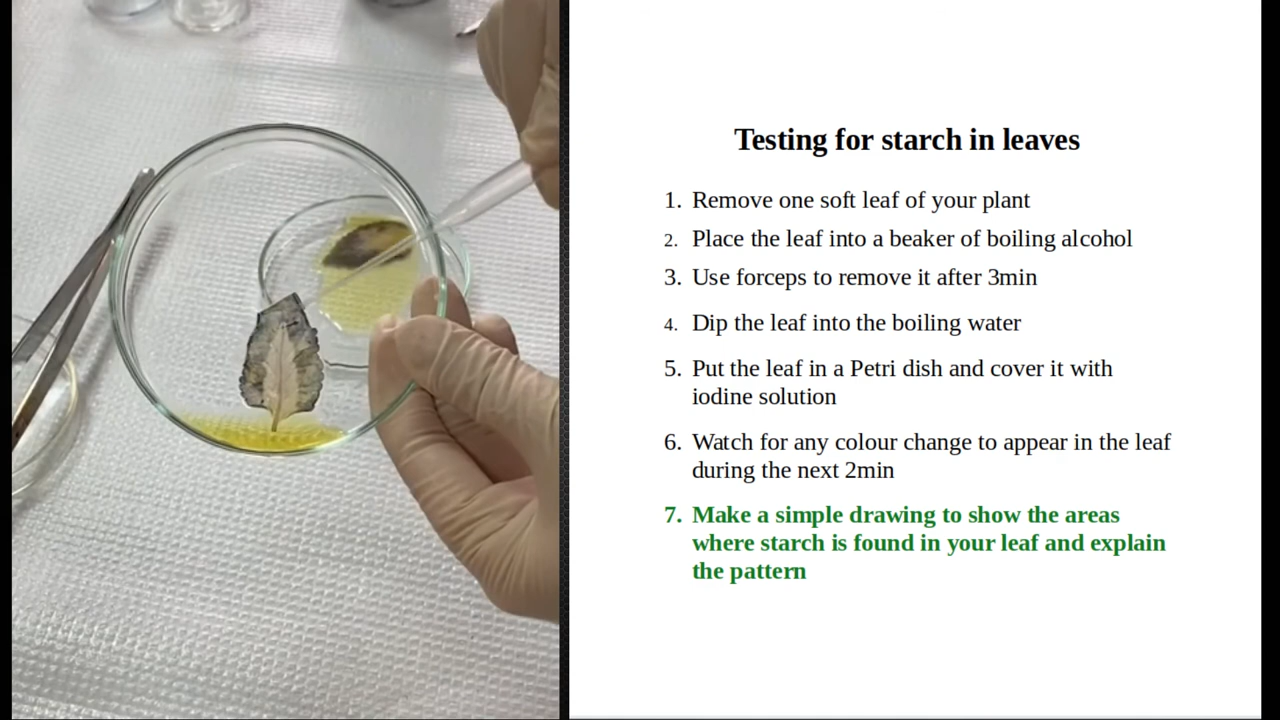 Testing for starch in leaves
1. Remove one soft leaf of your plant
2. Place the leaf into a beaker of boiling alcohol
3. Use forceps to remove it after 3min
4. Dip the leaf into the boiling water
5. Put the leaf in a Petri dish and cover it with
iodine solution
6. Watch for any colour change to appear in the leaf
during the next 2min
7. Make a simple drawing to show the areas
where starch is found in your leaf and explain
the pattern